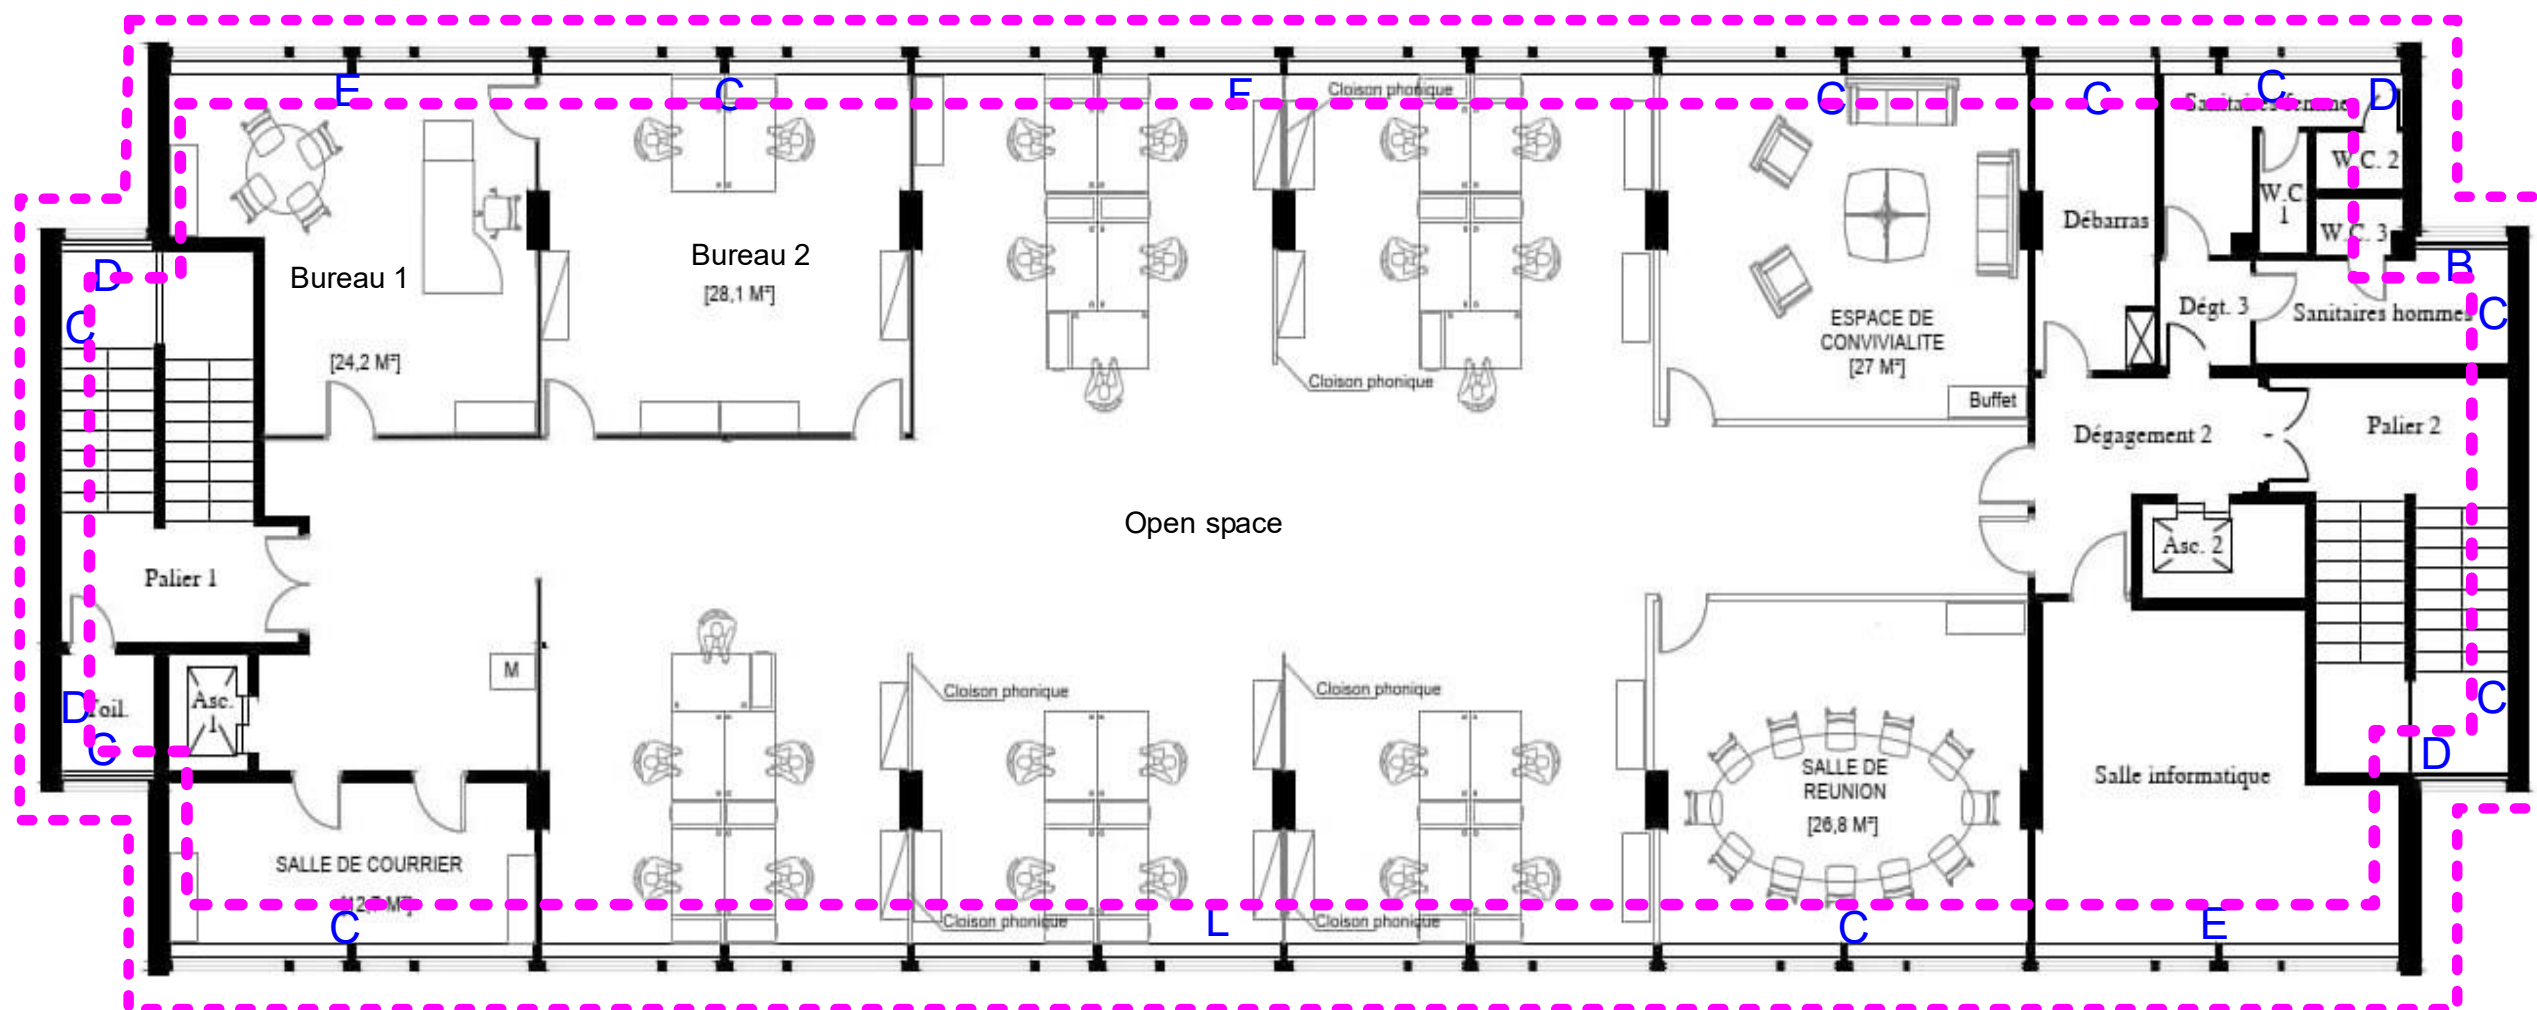 E
C
F
Cloison phonique
C
C
C
D
Sanitaires femme
W.C. 2
W.C.
1
W.C. 3
Débarras
D
C
Bureau 1
[24,2 M²]
Bureau 2
[28,1 M²]
Cloison phonique
ESPACE DE
CONVIVIALITE
[27 M²]
Buffet
Dégt. 3
Sanitaires hommes
B
C
Dégagement 2
Palier 2
Open space
Asc. 2
Palier 1
M
Asc.
1
D
Toil.
C
Cloison phonique
Cloison phonique
SALLE DE
REUNION
[26,8 M²]
Salle informatique
C
D
SALLE DE COURRIER
C
Cloison phonique
L
Cloison phonique
C
E